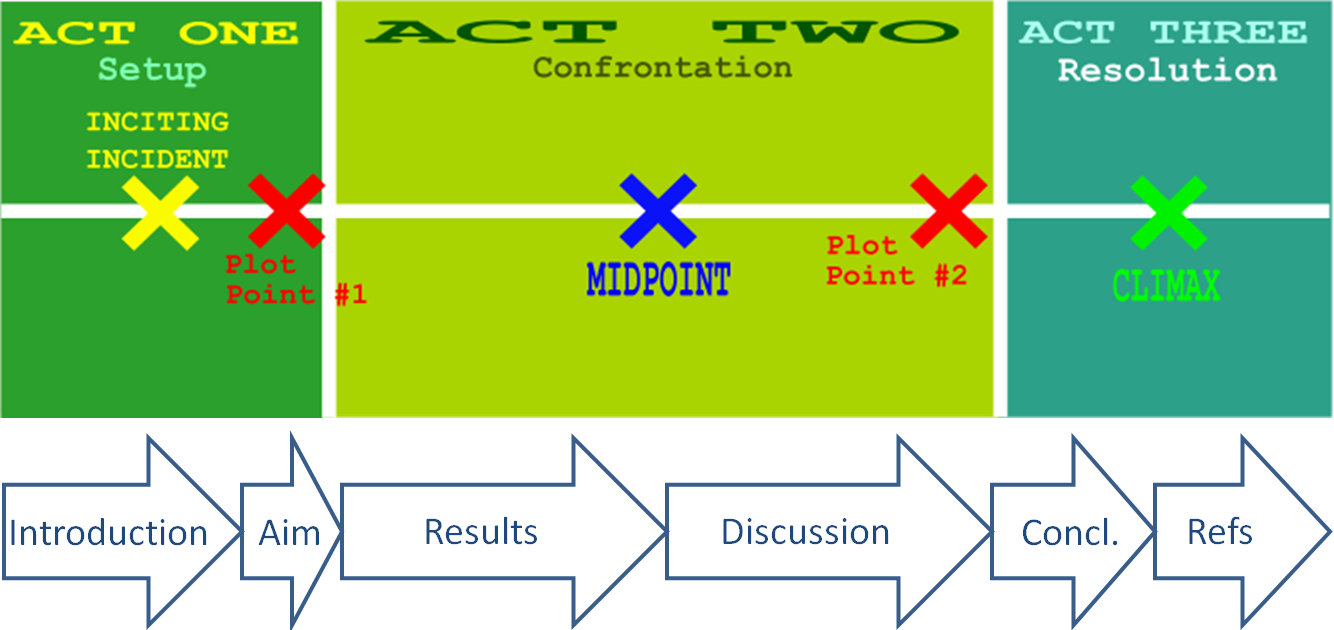 ACT ONE
Setup
INCITING
INCIDENT
Plot
Point #1
ACT TWO
Confrontation
MIDPOINT
Plot
Point #2
ACT THREE
Resolution
CLIMAX
Introduction
Aim
Results
Discussion
Concl.
Refs